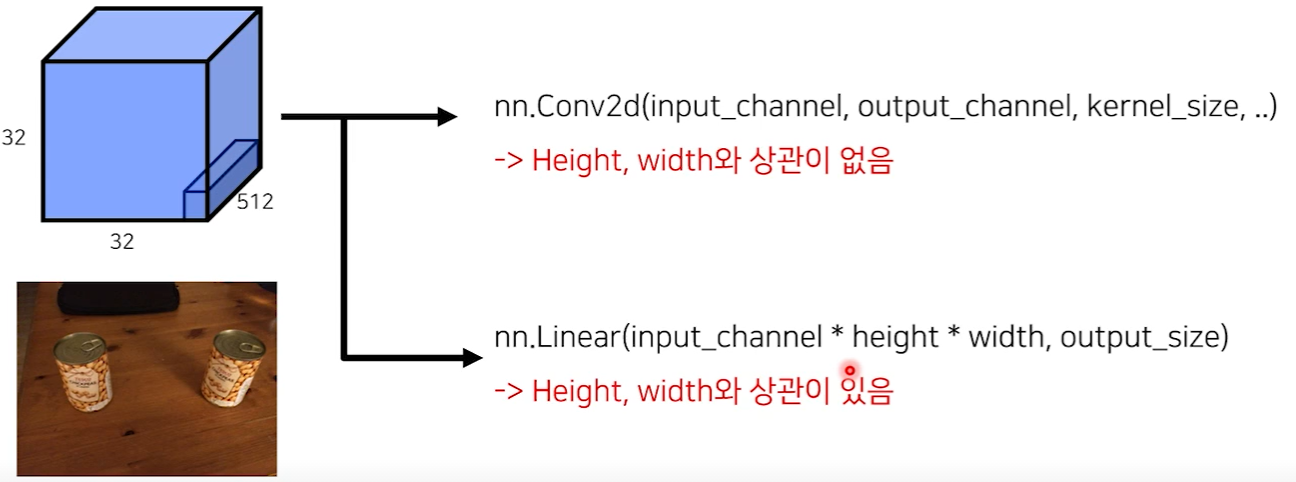 32
512
32
nn.Conv2d(input_channel, output_channel, kernel_size, ..)
-> Height, width와 상관이 없음
nn.Linear(input_channel * height * width, output_size)
-> Height, width와 상관이 있음